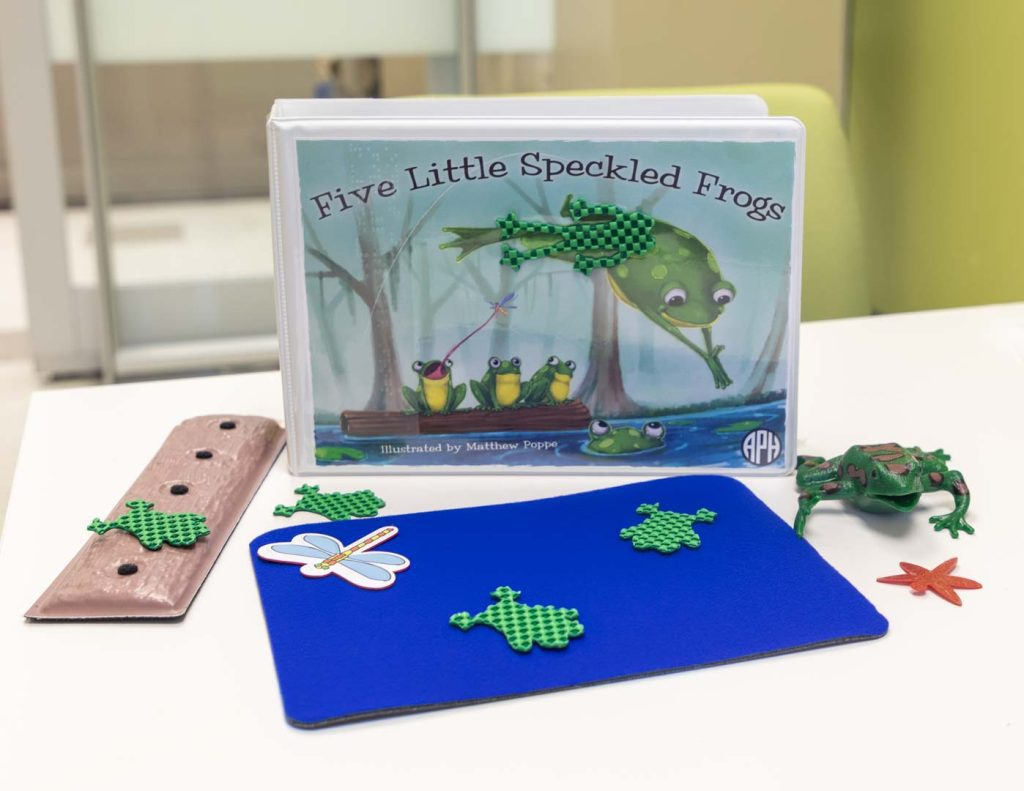 Five Little Speckled Frogs
Illustrated by Matthew Poppe
APH